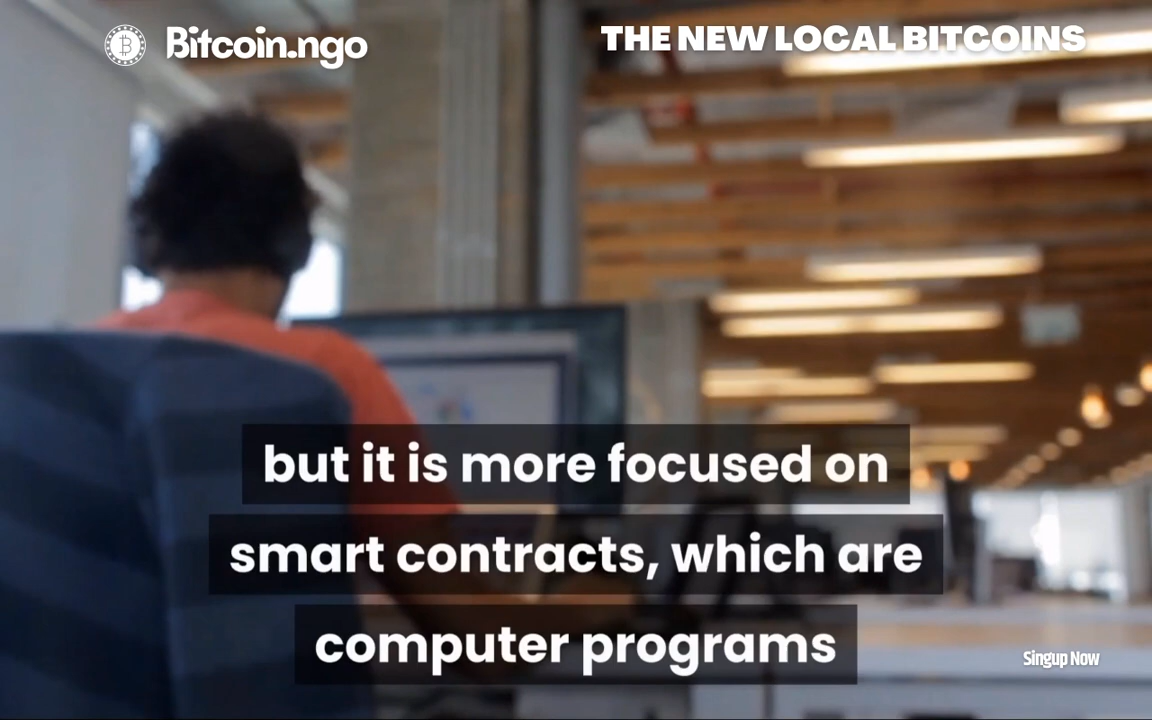 Bitcoin.ngo
THE NEW LOCAL BITCOINS
but it is more focused on
smart contracts, which are
computer programs
Singup Now